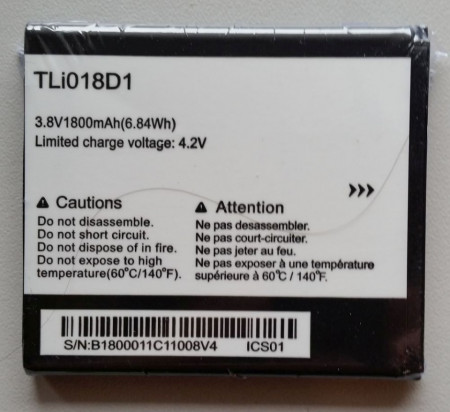 TLi018D1
3.8V1800mAh(6.84Wh)
Limited charge voltage: 4.2V
Cautions
Do not disassemble.
Do not short circuit.
Do not dispose of in fire.
Do not expose to high
temperature(60℃/140℉).
Attention
Ne pas desassembler.
Ne pas court-circuiter.
Ne pas jeter au feu.
Ne pas exposer à une température
supérieure à 60℃ / 140℉.
S/N:B1800011C11008V4 ICS01